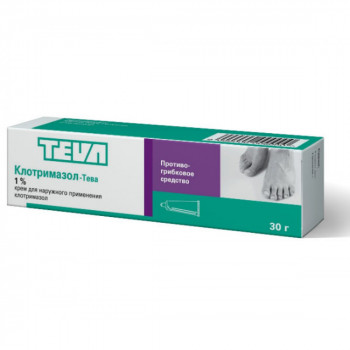 TEVA
Клотримазол-Тева
1 %
крем для наружного применения
клотримазол
Противо-
грибковое
средство
30 г